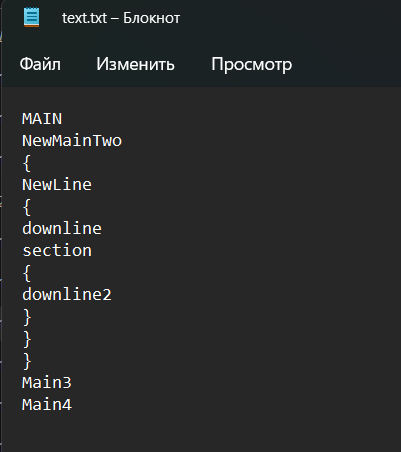 text.txt – Блокнот
Файл Изменить Просмотр
MAIN
NewMainTwo
{
NewLine
{
downline
section
{
downline2
}
}
}
Main3
Main4